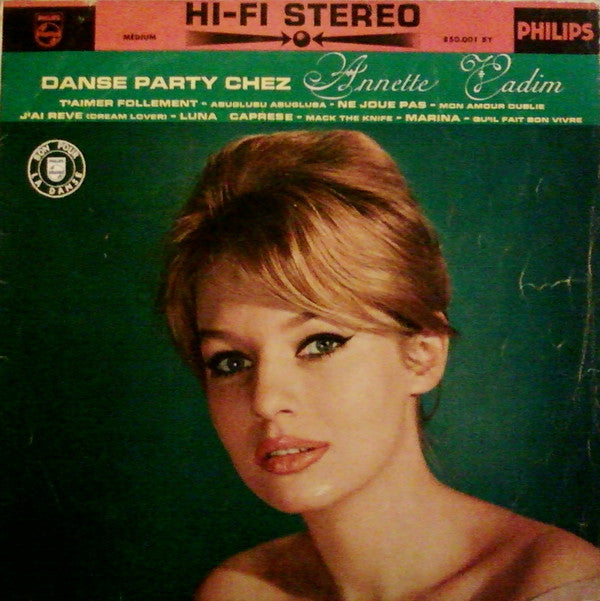 HI-FI STEREO
PHILIPS
MEDIUM
850.001 BY
PHILIPS
DANSE PARTY CHEZ Annette Vadim
T'AIMER FOLLEMENT - ABUGLUBU ABUGLUBA - NE JOUE PAS - MON AMOUR OUBLIE
J'AI REVE (DREAM LOVER) - LUNA CAPRESE - MACK THE KNIFE - MARINA - QU'IL FAIT BON VIVRE
BON POUR
LA DANSE